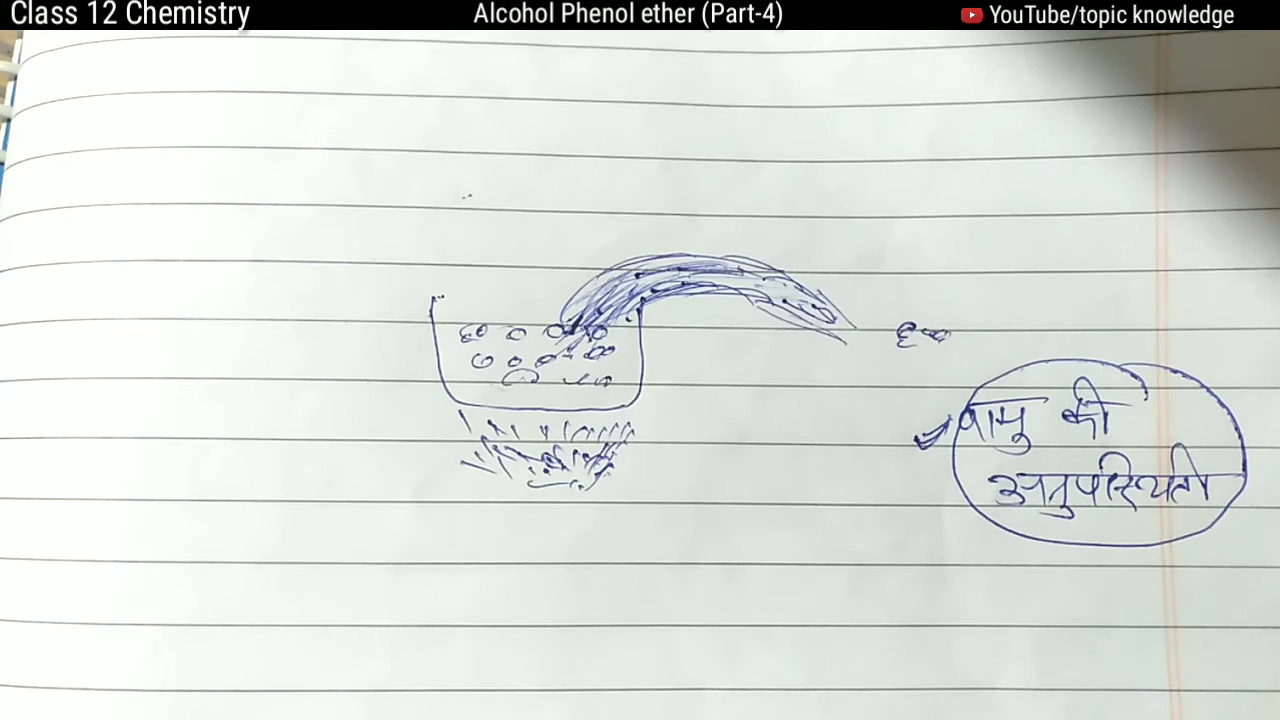 Class 12 Chemistry
Alcohol Phenol ether (Part-4)
YouTube/topic knowledge
वायु की
अनुपस्थिती